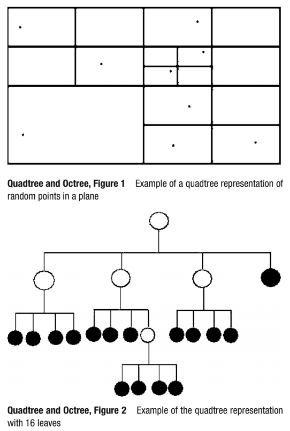 Quadtree and Octree, Figure 1 Example of a quadtree representation of
random points in a plane
Quadtree and Octree, Figure 2 Example of the quadtree representation
with 16 leaves